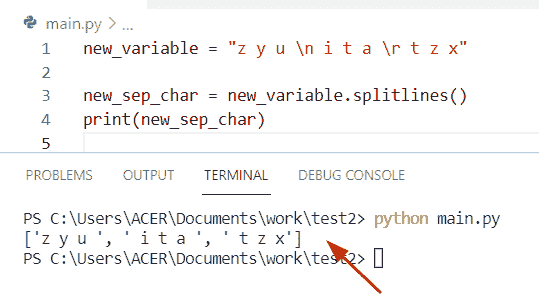 main.py > ...
1 new_variable = "z y u \n i t a \r t z x"
2
3 new_sep_char = new_variable.splitlines()
4 print(new_sep_char)
5
PROBLEMS OUTPUT TERMINAL DEBUG CONSOLE
PS C:\Users\ACER\Documents\work\test2> python main.py
['z y u ', ' i t a ', ' t z x']
PS C:\Users\ACER\Documents\work\test2>